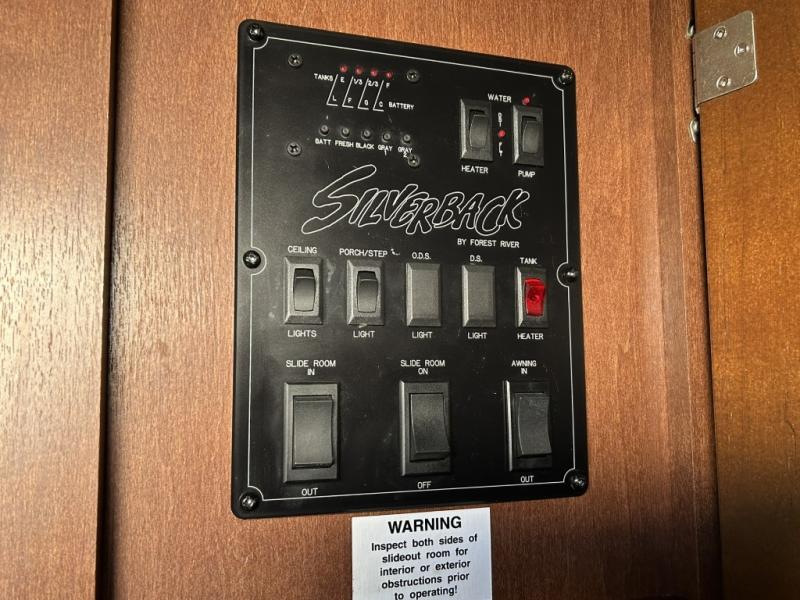 TANKS E 1/3 2/3 F
L F G C BATTERY
BATT FRESH BLACK GRAY GRAY
1 2
WATER
HEATER
PUMP
SILVERBACK
BY FOREST RIVER
CEILING PORCH/STEP O.D.S. D.S. TANK
LIGHTS LIGHT LIGHT LIGHT HEATER
SLIDE ROOM SLIDE ROOM AWNING
IN ON IN
OUT OFF OUT
WARNING
Inspect both sides of
slideout room for
interior or exterior
obstructions prior
to operating!